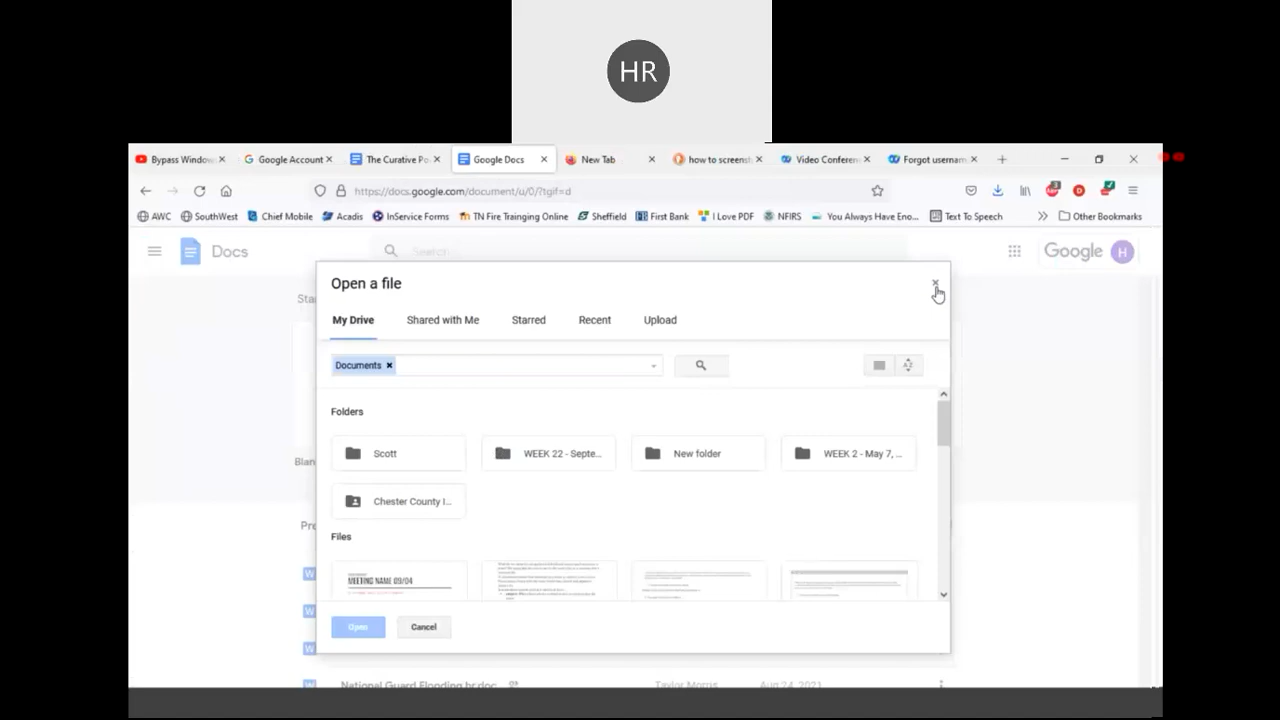 HR
Bypass Window
Google Account
The Curative Po
Google Docs
New Tab
how to screensh
Video Conferen
Forgot usernam
https://docs.google.com/document/u/0/?tgif=d
AWC
SouthWest
Chief Mobile
Acadis
InService Forms
TN Fire Trainging Online
Sheffield
First Bank
I Love PDF
NFIRS
You Always Have Eno...
Text To Speech
Other Bookmarks
Docs
Search
Google
H
Open a file
My Drive
Shared with Me
Starred
Recent
Upload
Documents
AZ
Folders
Scott
WEEK 22 - Septe...
New folder
WEEK 2 - May 7, ...
Chester County I...
Files
MEETING NAME 09/04
Open
Cancel
W
W
W
W
National Guard Flooding hr.doc
Taylor Morris
Aug 24, 2021